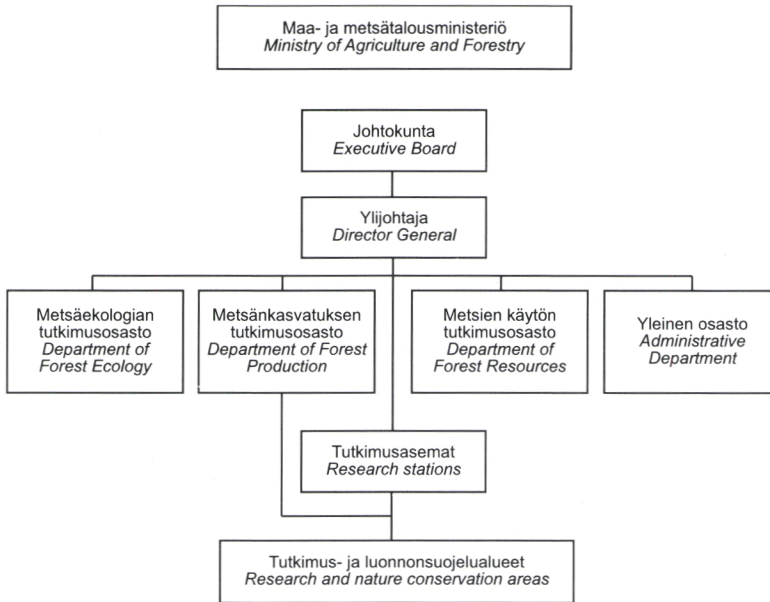 Maa- ja metsätalousministeriö
Ministry of Agriculture and Forestry
Johtokunta
Executive Board
Ylijohtaja
Director General
Metsäekologian
tutkimusosasto
Department of
Forest Ecology
Metsänkasvatuksen
tutkimusosasto
Department of Forest
Production
Metsien käytön
tutkimusosasto
Department of
Forest Resources
Yleinen osasto
Administrative
Department
Tutkimusasemat
Research stations
Tutkimus- ja luonnonsuojelualueet
Research and nature conservation areas